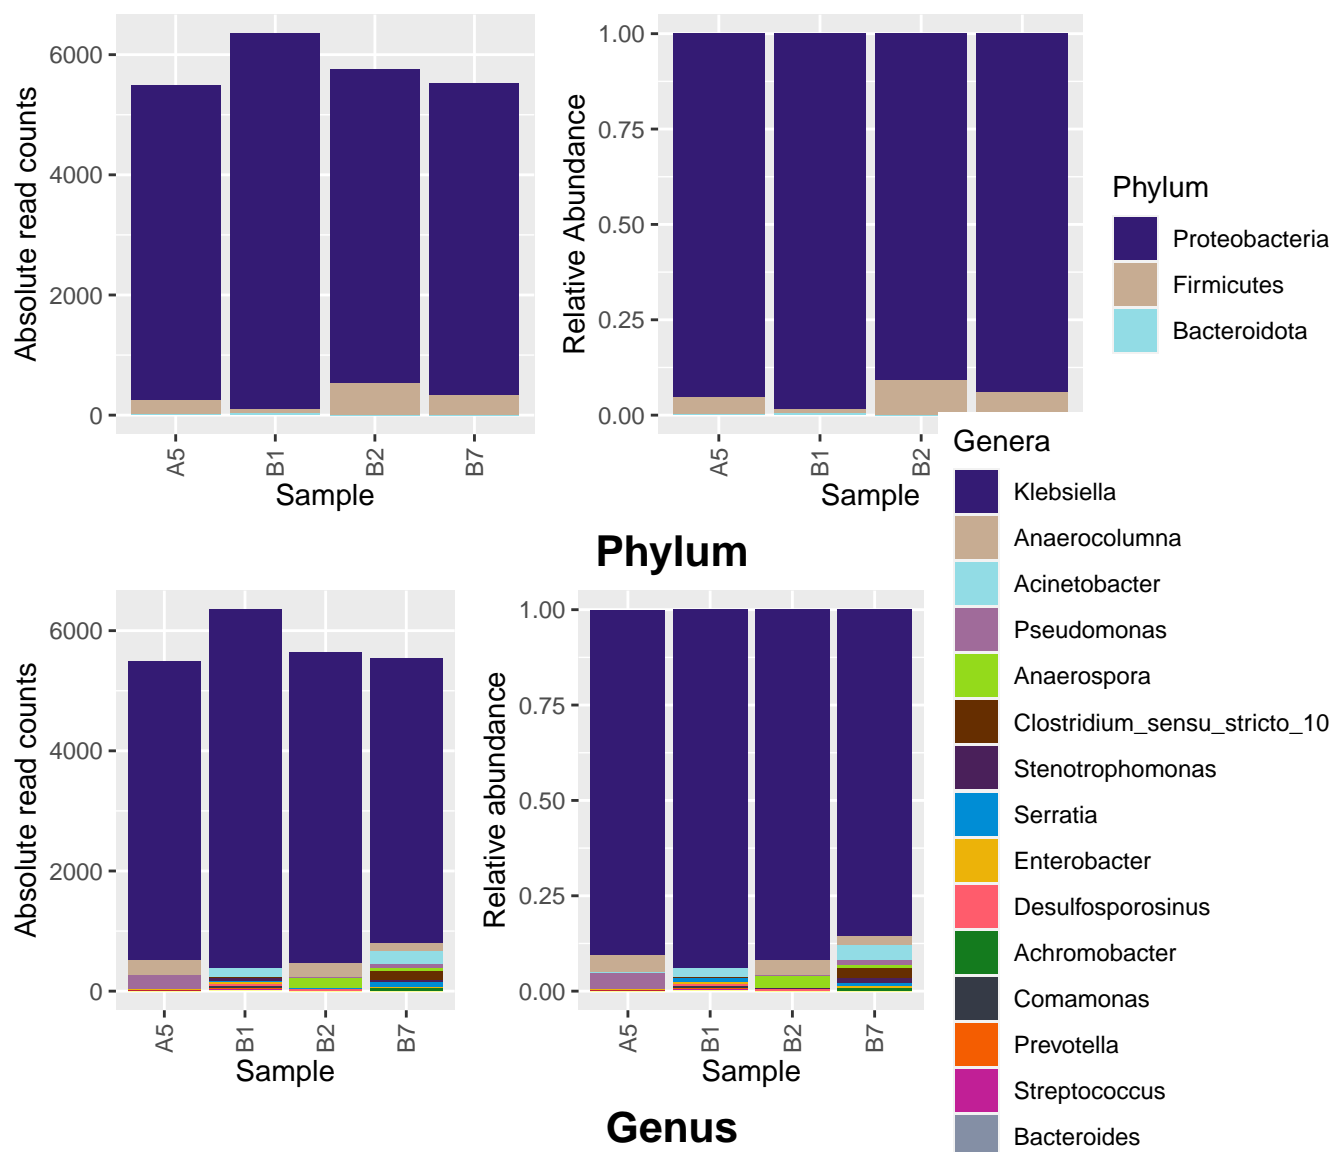 Absolute read counts
6000
4000
2000
0
A5
B1
B2
B7
Sample
Relative Abundance
1.00
0.75
0.50
0.25
0.00
A5
B1
B2
Sample
Phylum
Proteobacteria
Firmicutes
Bacteroidota
Phylum
Absolute read counts
6000
4000
2000
0
A5
B1
B2
B7
Sample
Relative abundance
1.00
0.75
0.50
0.25
0.00
A5
B1
B2
B7
Sample
Genera
Klebsiella
Anaerocolumna
Acinetobacter
Pseudomonas
Anaerospora
Clostridium_sensu_stricto_10
Stenotrophomonas
Serratia
Enterobacter
Desulfosporosinus
Achromobacter
Comamonas
Prevotella
Streptococcus
Bacteroides
Genus